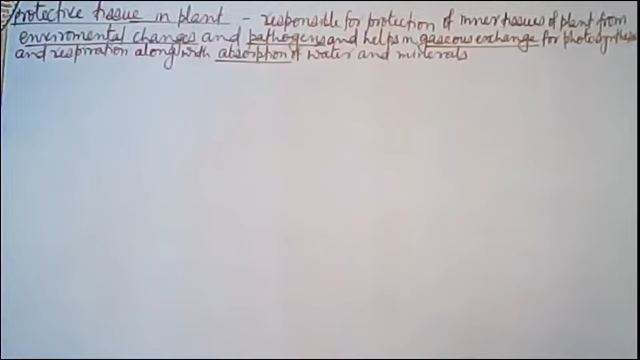 protective tissue in plant - responsible for protection of inner tissues of plant from
enviromental changes and pathogens and helps in gaseous exchange for photosynthesis
and respiration along with absorption of water and minerals